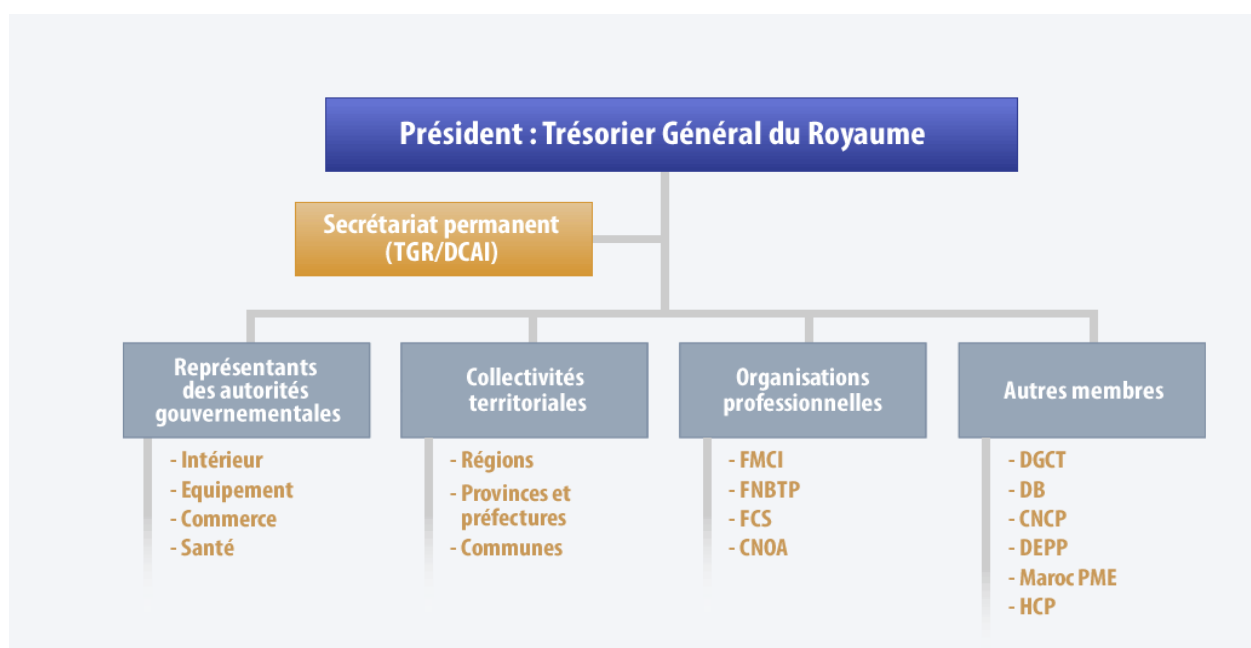 Président : Trésorier Général du Royaume
Secrétariat permanent
(TGR/DCAI)
Représentants
des autorités
gouvernementales
- Intérieur
- Equipement
- Commerce
- Santé
Collectivités
territoriales
- Régions
- Provinces et
préfectures
- Communes
Organisations
professionnelles
- FMCI
- FNBTP
- FCS
- CNOA
Autres membres
- DGCT
- DB
- CNCP
- DEPP
- Maroc PME
- HCP